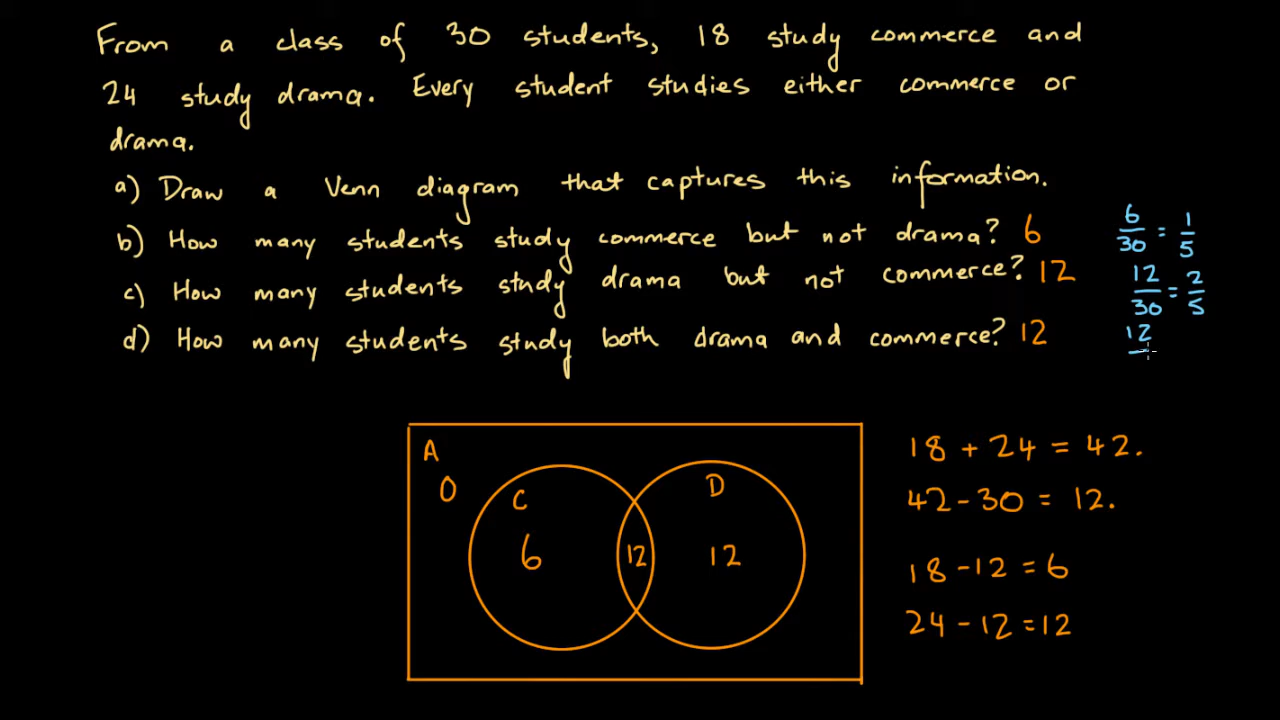 From a class of 30 students, 18 study commerce and
24 study drama. Every student studies either commerce or
drama.
a) Draw a Venn diagram that captures this information.
b) How many students study commerce but not drama? 6
6/30 = 1/5
c) How many students study drama but not commerce? 12
12/30 = 2/5
d) How many students study both drama and commerce? 12
12
A
O
C
D
6
12
12
18 + 24 = 42.
42 - 30 = 12.
18 - 12 = 6
24 - 12 = 12